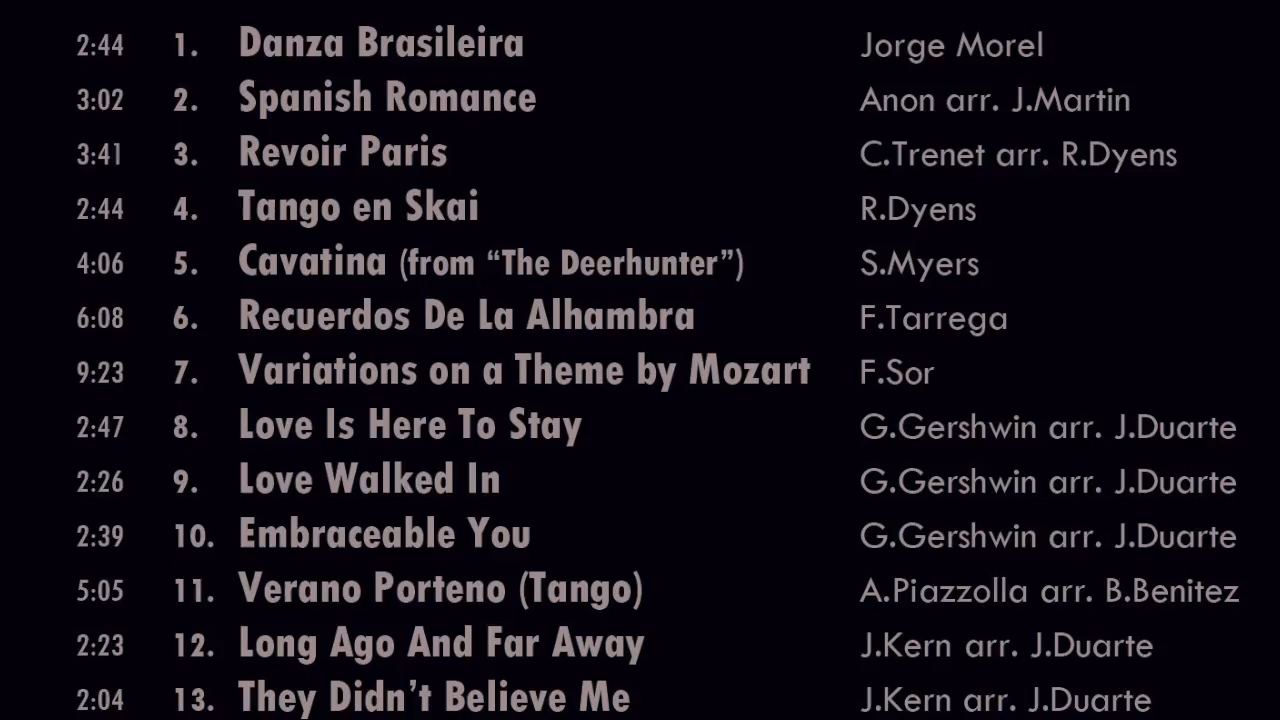 2:44 1. Danza Brasileira Jorge Morel
3:02 2. Spanish Romance Anon arr. J.Martin
3:41 3. Revoir Paris C.Trenet arr. R.Dyens
2:44 4. Tango en Skai R.Dyens
4:06 5. Cavatina (from “The Deerhunter”) S.Myers
6:08 6. Recuerdos De La Alhambra F.Tarrega
9:23 7. Variations on a Theme by Mozart F.Sor
2:47 8. Love Is Here To Stay G.Gershwin arr. J.Duarte
2:26 9. Love Walked In G.Gershwin arr. J.Duarte
2:39 10. Embraceable You G.Gershwin arr. J.Duarte
5:05 11. Verano Porteno (Tango) A.Piazzolla arr. B.Benitez
2:23 12. Long Ago And Far Away J.Kern arr. J.Duarte
2:04 13. They Didn’t Believe Me J.Kern arr. J.Duarte